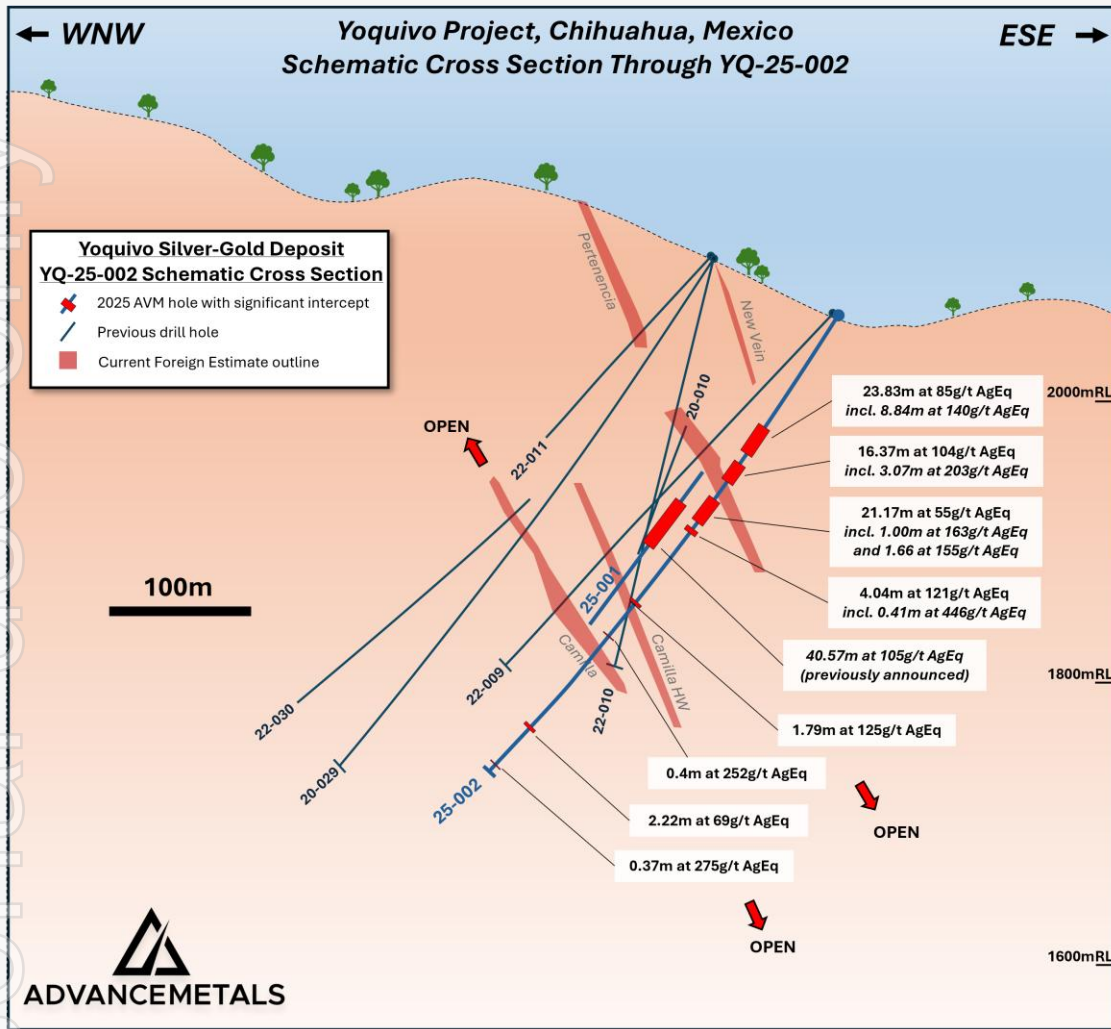 WNW
Yoquivo Project, Chihuahua, Mexico
Schematic Cross Section Through YQ-25-002
ESE
Yoquivo Silver-Gold Deposit
YQ-25-002 Schematic Cross Section
2025 AVM hole with significant intercept
Previous drill hole
Current Foreign Estimate outline
Pertenencia
New Vein
2000mRL
23.83m at 85g/t AgEq
incl. 8.84m at 140g/t AgEq
20-010
OPEN
22-011
16.37m at 104g/t AgEq
incl. 3.07m at 203g/t AgEq
21.17m at 55g/t AgEq
incl. 1.00m at 163g/t AgEq
and 1.66 at 155g/t AgEq
100m
25-001
4.04m at 121g/t AgEq
incl. 0.41m at 446g/t AgEq
Camilla
Camilla HW
40.57m at 105g/t AgEq
(previously announced)
22-009
22-010
1800mRL
22-030
1.79m at 125g/t AgEq
20-029
0.4m at 252g/t AgEq
25-002
2.22m at 69g/t AgEq
OPEN
0.37m at 275g/t AgEq
OPEN
1600mRL
ADVANCEMETALS